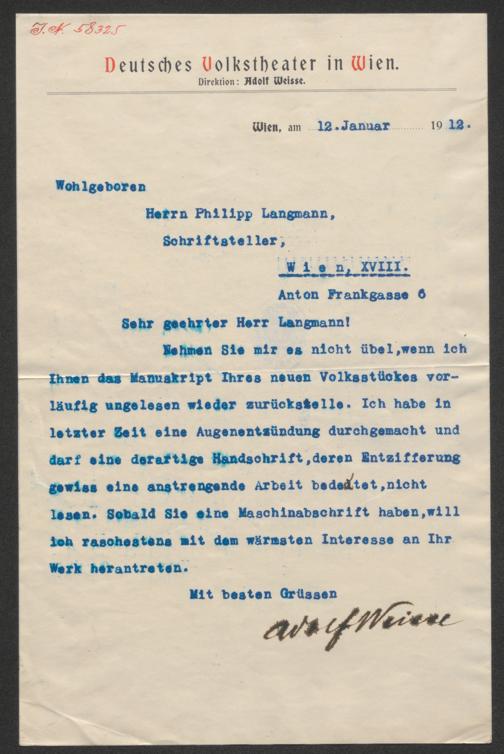 J.N. 58325
Deutsches Volkstheater in Wien.
Direktion: Adolf Weisse.
Wien, am 12.Januar 1912.
Wohlgeboren
Herrn Philipp Langmann,
Schriftsteller,
Wien, XVIII.
Anton Frankgasse 6
Sehr geehrter Herr Langmann!
Nehmen Sie mir es nicht übel,wenn ich
Ihnen das Manuskript Ihres neuen Volksstückes vor-
läufig ungelesen wieder zurückstelle. Ich habe in
letzter Zeit eine Augenentzündung durchgemacht und
darf eine derartige Handschrift,deren Entzifferung
gewiss eine anstrengende Arbeit bedeutet,nicht
lesen. Sobald Sie eine Maschinabschrift haben,will
ich raschestens mit dem wärmsten Interesse an Ihr
Werk herantreten.
Mit besten Grüssen
Adolf Weisse